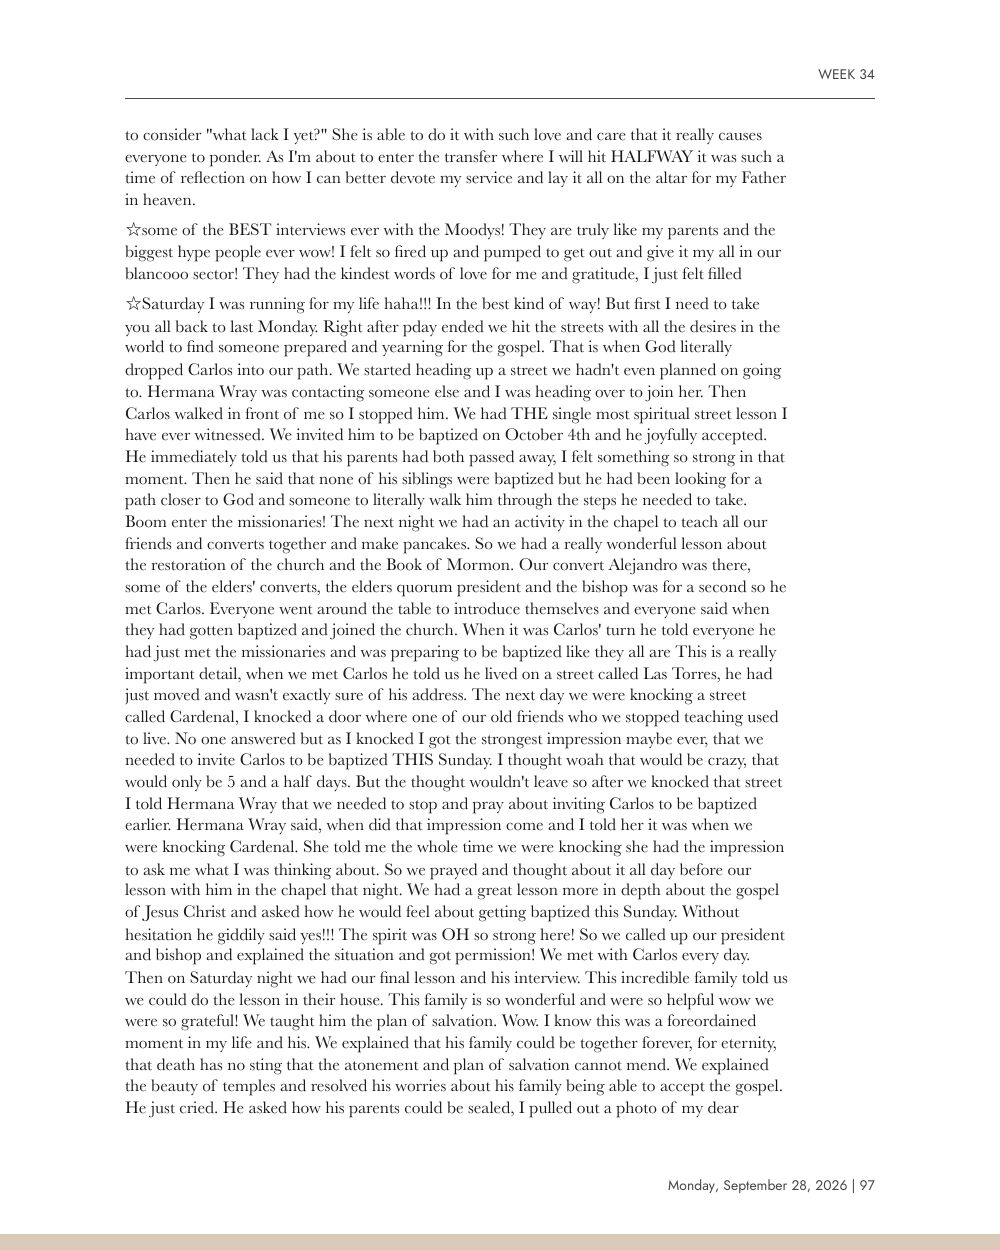 WEEK 34
to consider "what lack I yet?" She is able to do it with such love and care that it really causes
everyone to ponder. As I'm about to enter the transfer where I will hit HALFWAY it was such a
time of reflection on how I can better devote my service and lay it all on the altar for my Father
in heaven.
☆some of the BEST interviews ever with the Moodys! They are truly like my parents and the
biggest hype people ever wow! I felt so fired up and pumped to get out and give it my all in our
blancooo sector! They had the kindest words of love for me and gratitude, I just felt filled
☆Saturday I was running for my life haha!!! In the best kind of way! But first I need to take
you all back to last Monday. Right after pday ended we hit the streets with all the desires in the
world to find someone prepared and yearning for the gospel. That is when God literally
dropped Carlos into our path. We started heading up a street we hadn't even planned on going
to. Hermana Wray was contacting someone else and I was heading over to join her. Then
Carlos walked in front of me so I stopped him. We had THE single most spiritual street lesson I
have ever witnessed. We invited him to be baptized on October 4th and he joyfully accepted.
He immediately told us that his parents had both passed away, I felt something so strong in that
moment. Then he said that none of his siblings were baptized but he had been looking for a
path closer to God and someone to literally walk him through the steps he needed to take.
Boom enter the missionaries! The next night we had an activity in the chapel to teach all our
friends and converts together and make pancakes. So we had a really wonderful lesson about
the restoration of the church and the Book of Mormon. Our convert Alejandro was there,
some of the elders' converts, the elders quorum president and the bishop was for a second so he
met Carlos. Everyone went around the table to introduce themselves and everyone said when
they had gotten baptized and joined the church. When it was Carlos' turn he told everyone he
had just met the missionaries and was preparing to be baptized like they all are This is a really
important detail, when we met Carlos he told us he lived on a street called Las Torres, he had
just moved and wasn't exactly sure of his address. The next day we were knocking a street
called Cardenal, I knocked a door where one of our old friends who we stopped teaching used
to live. No one answered but as I knocked I got the strongest impression maybe ever, that we
needed to invite Carlos to be baptized THIS Sunday. I thought woah that would be crazy, that
would only be 5 and a half days. But the thought wouldn't leave so after we knocked that street
I told Hermana Wray that we needed to stop and pray about inviting Carlos to be baptized
earlier. Hermana Wray said, when did that impression come and I told her it was when we
were knocking Cardenal. She told me the whole time we were knocking she had the impression
to ask me what I was thinking about. So we prayed and thought about it all day before our
lesson with him in the chapel that night. We had a great lesson more in depth about the gospel
of Jesus Christ and asked how he would feel about getting baptized this Sunday. Without
hesitation he giddily said yes!!! The spirit was OH so strong here! So we called up our president
and bishop and explained the situation and got permission! We met with Carlos every day.
Then on Saturday night we had our final lesson and his interview. This incredible family told us
we could do the lesson in their house. This family is so wonderful and were so helpful wow we
were so grateful! We taught him the plan of salvation. Wow. I know this was a foreordained
moment in my life and his. We explained that his family could be together forever, for eternity,
that death has no sting that the atonement and plan of salvation cannot mend. We explained
the beauty of temples and resolved his worries about his family being able to accept the gospel.
He just cried. He asked how his parents could be sealed, I pulled out a photo of my dear
Monday, September 28, 2026 | 97